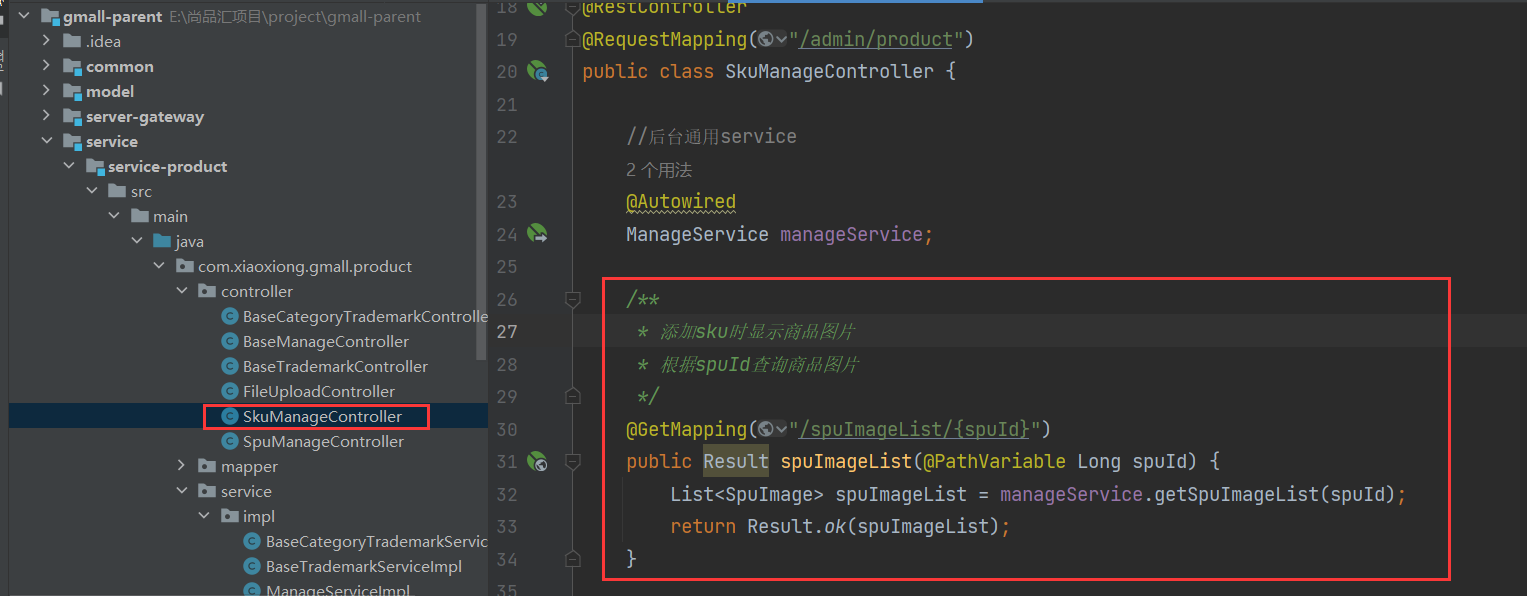 gmall-parent E:\尚品汇项目\project\gmall-parent
.idea
common
model
server-gateway
service
service-product
src
main
java
com.xiaoxiong.gmall.product
controller
BaseCategoryTrademarkControlle
BaseManageController
BaseTrademarkController
FileUploadController
SkuManageController
SpuManageController
mapper
service
impl
BaseCategoryTrademarkServic
BaseTrademarkServiceImpl
ManageServiceImpl
18 @RestController
19 @RequestMapping("/admin/product")
20 public class SkuManageController {
21
22 //后台通用service
2 个用法
23 @Autowired
24 ManageService manageService;
25
26 /**
27 * 添加sku时显示商品图片
28 * 根据spuId查询商品图片
29 */
30 @GetMapping("/spuImageList/{spuId}")
31 public Result spuImageList(@PathVariable Long spuId) {
32 List<SpuImage> spuImageList = manageService.getSpuImageList(spuId);
33 return Result.ok(spuImageList);
34 }
35